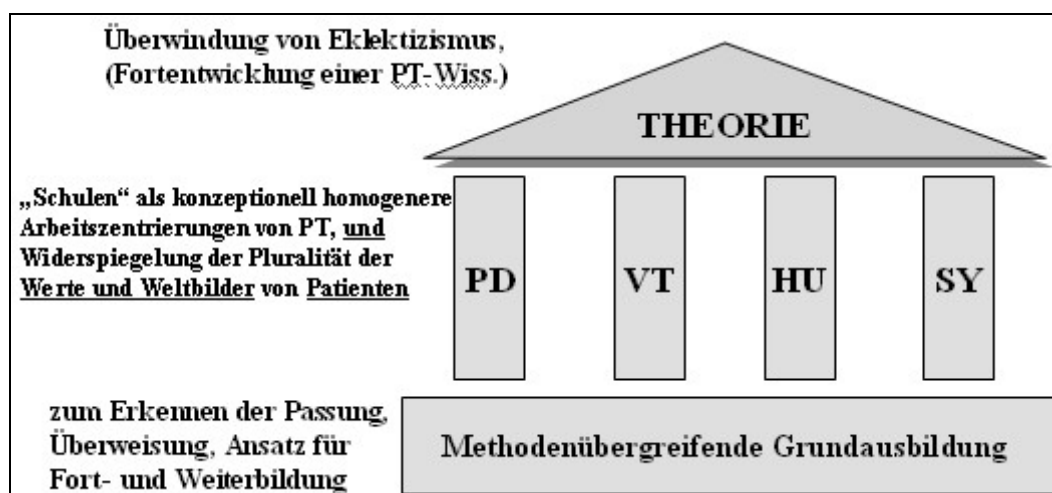 Überwindung von Eklektizismus,
(Fortentwicklung einer PT-Wiss.)
THEORIE
„Schulen“ als konzeptionell homogenere
Arbeitszentrierungen von PT, und
Widerspiegelung der Pluralität der
Werte und Weltbilder von Patienten
PD VT HU SY
zum Erkennen der Passung,
Überweisung, Ansatz für
Fort- und Weiterbildung
Methodenübergreifende Grundausbildung